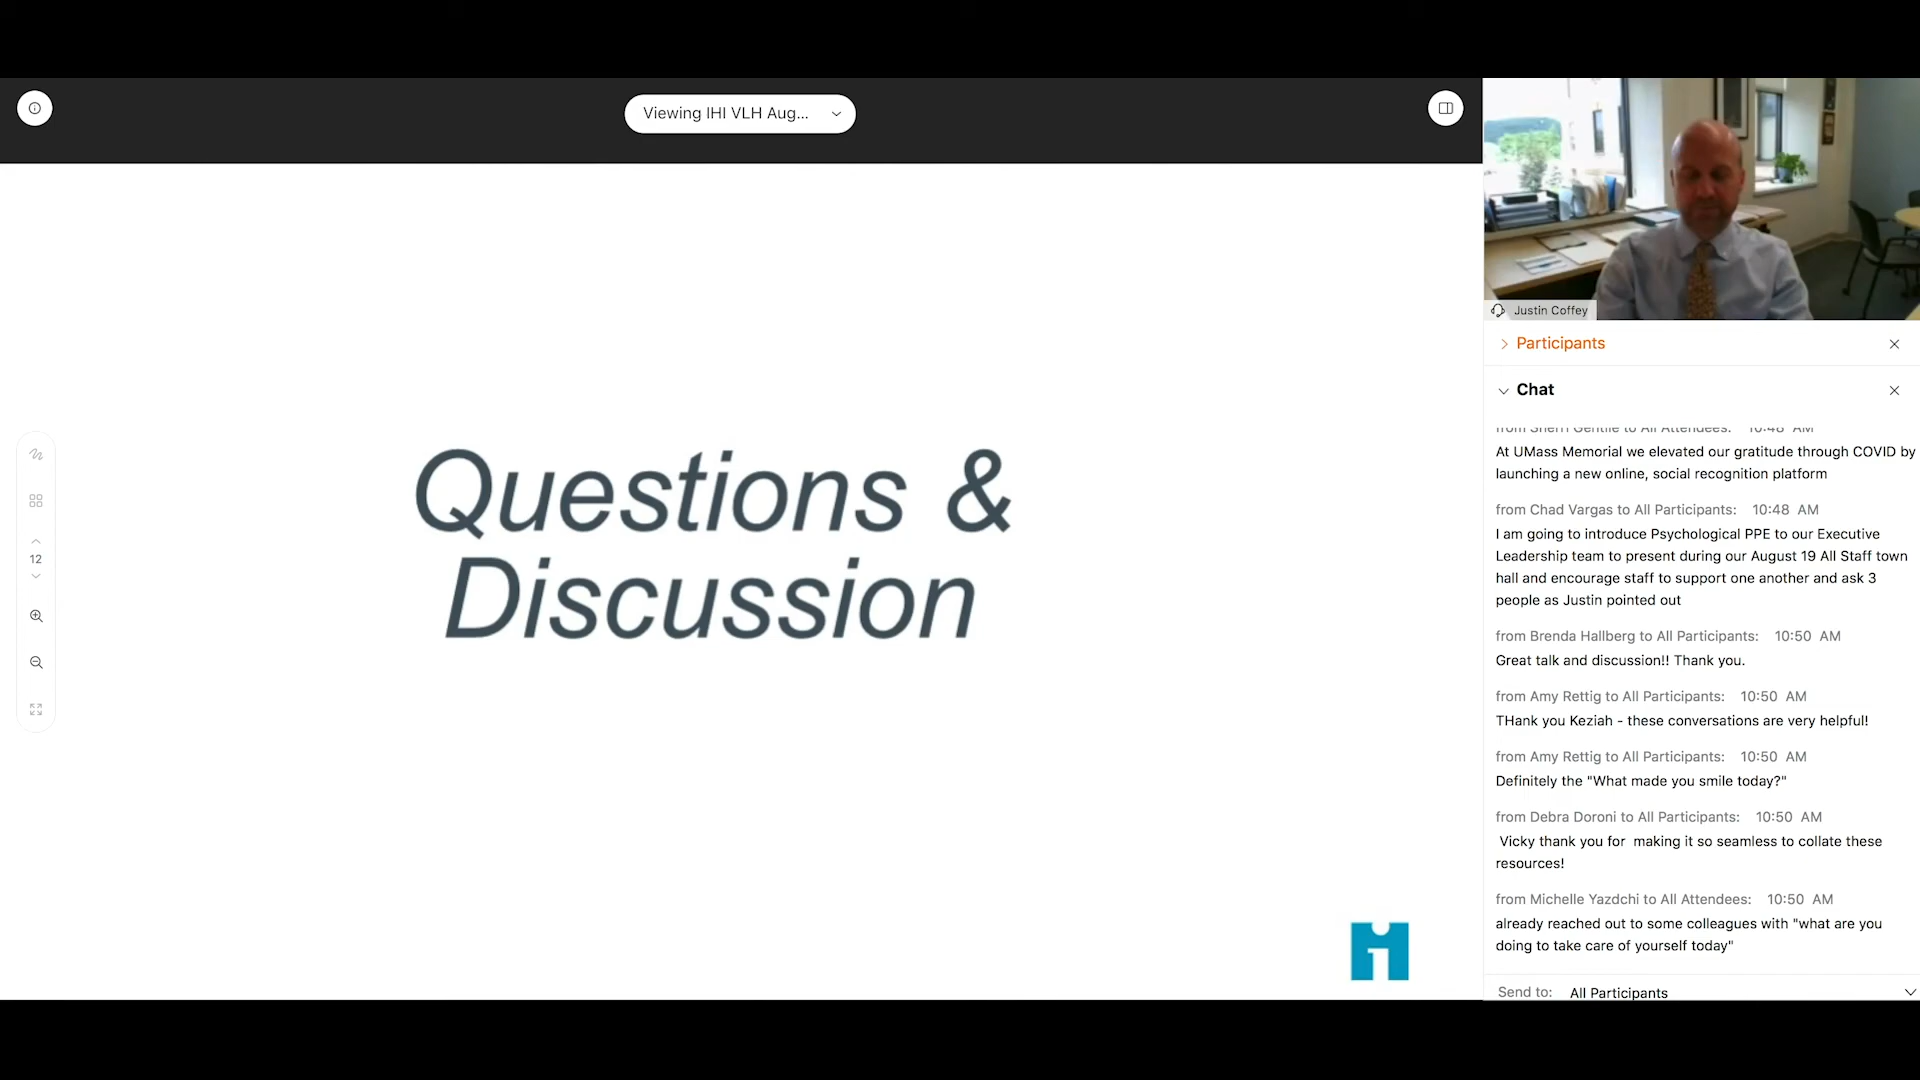 Viewing IHI VLH Aug...
12
Questions &
Discussion
Justin Coffey
Participants
Chat
from Sherri Gentile to All Attendees: 10:48 AM
At UMass Memorial we elevated our gratitude through COVID by
launching a new online, social recognition platform
from Chad Vargas to All Participants: 10:48 AM
I am going to introduce Psychological PPE to our Executive
Leadership team to present during our August 19 All Staff town
hall and encourage staff to support one another and ask 3
people as Justin pointed out
from Brenda Hallberg to All Participants: 10:50 AM
Great talk and discussion!! Thank you.
from Amy Rettig to All Participants: 10:50 AM
THank you Keziah - these conversations are very helpful!
from Amy Rettig to All Participants: 10:50 AM
Definitely the "What made you smile today?"
from Debra Doroni to All Participants: 10:50 AM
Vicky thank you for making it so seamless to collate these
resources!
from Michelle Yazdchi to All Attendees: 10:50 AM
already reached out to some colleagues with "what are you
doing to take care of yourself today"
Send to: All Participants